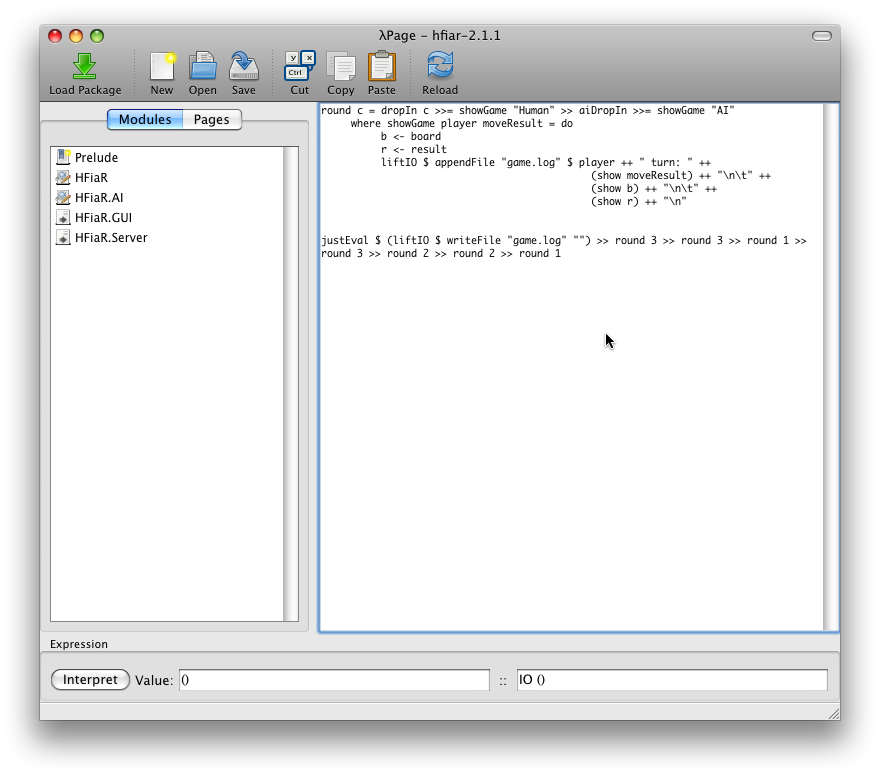 λPage - hfiar-2.1.1
Load Package New Open Save Cut Copy Paste Reload
y x
Ctrl
Modules Pages
Prelude
HFiaR
HFiaR.AI
HFiaR.GUI
HFiaR.Server
round c = dropIn c >>= showGame "Human" >> aiDropIn >>= showGame "AI"
where showGame player moveResult = do
b <- board
r <- result
liftIO $ appendFile "game.log" $ player ++ " turn: " ++
(show moveResult) ++ "\n\t" ++
(show b) ++ "\n\t" ++
(show r) ++ "\n"
justEval $ (liftIO $ writeFile "game.log" "") >> round 3 >> round 3 >> round 1 >>
round 3 >> round 2 >> round 2 >> round 1
Expression
Interpret Value: () :: IO ()